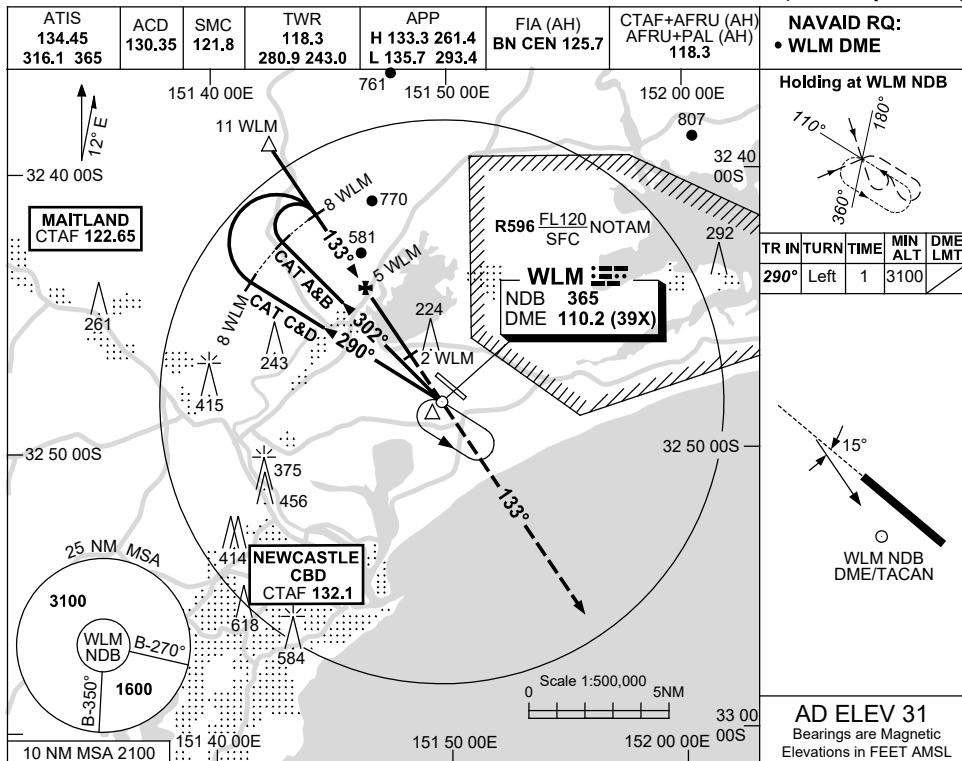 ATIS
134.45
316.1 365
ACD
130.35
SMC
121.8
TWR
118.3
280.9 243.0
APP
H 133.3 261.4
L 135.7 293.4
FIA (AH)
BN CEN 125.7
CTAF+AFRU (AH)
AFRU+PAL (AH)
118.3
NAVAID RQ:
• WLM DME
761
151 40 00E
151 50 00E
152 00 00E
12° E
11 WLM
807
32 40 00S
32 40
00S
8 WLM
770
MAITLAND
CTAF 122.65
133°
581
5 WLM
R596 FL120
SFC NOTAM
292
WLM
NDB 365
DME 110.2 (39X)
CAT A&B
302°
CAT C&D
290°
8 WLM
261
243
224
2 WLM
415
32 50 00S
32 50 00S
375
456
133°
414
NEWCASTLE
CBD
CTAF 132.1
618
584
25 NM MSA
3100
WLM
NDB
B-270°
B-350°
1600
10 NM MSA 2100
Scale 1:500,000
0 5NM
33 00
00S
151 40 00E
151 50 00E
152 00 00E
Holding at WLM NDB
110°
180°
360°
TR IN TURN TIME MIN ALT DME LMT
290° Left 1 3100
15°
WLM NDB
DME/TACAN
AD ELEV 31
Bearings are Magnetic
Elevations in FEET AMSL